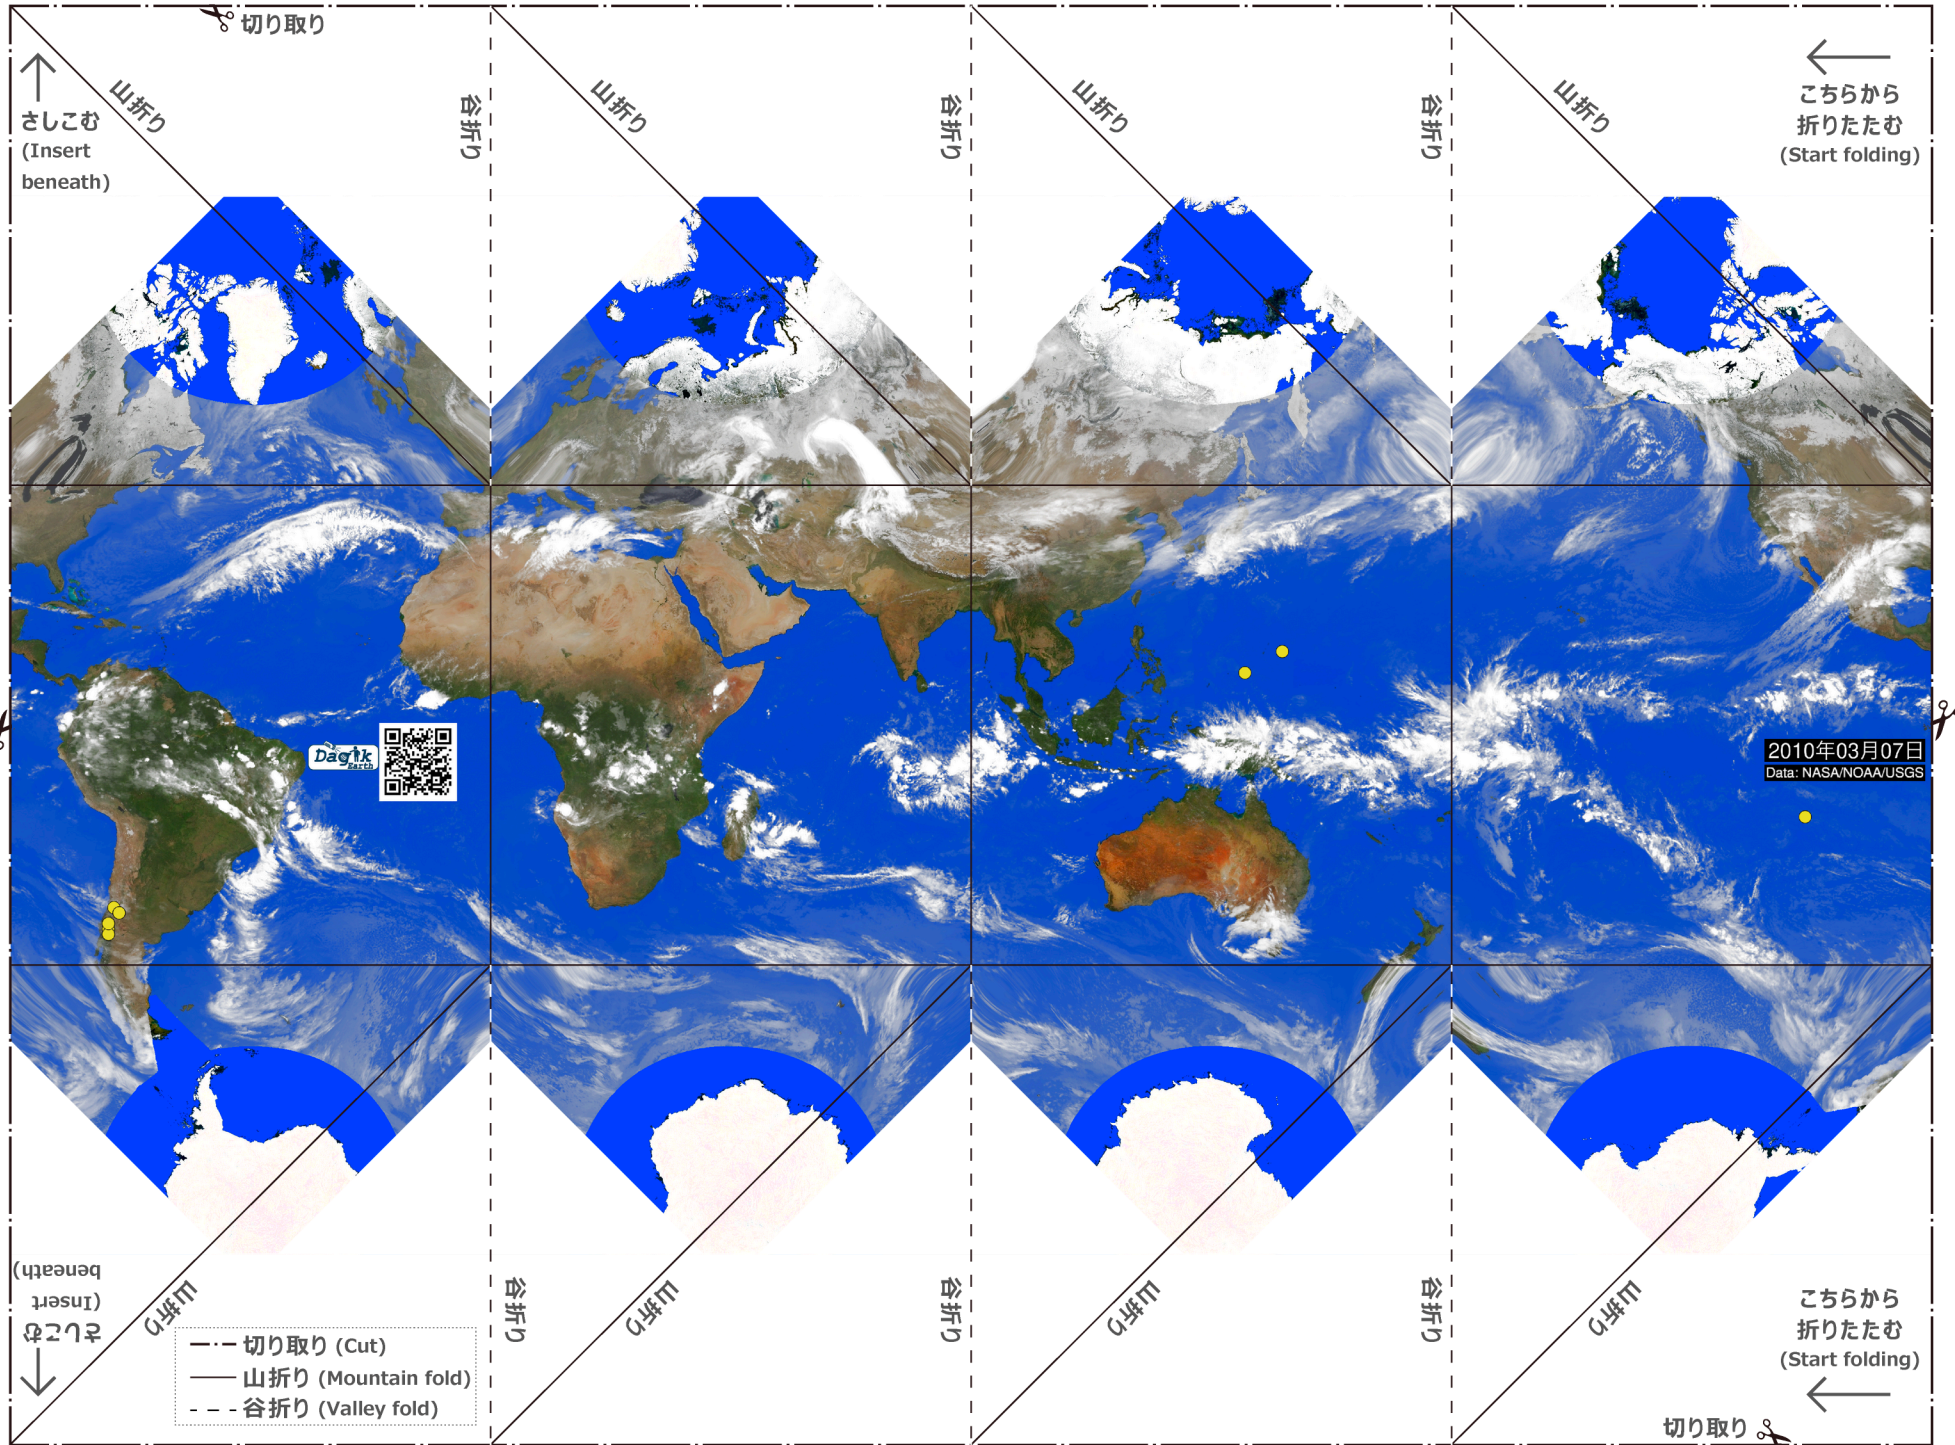 切り取り
さしこむ
(Insert
beneath)
山折り
谷折り
山折り
谷折り
山折り
谷折り
山折り
こちらから
折りたたむ
(Start folding)
Dagik
Earth
2010年03月07日
Data: NASA/NOAA/USGS
さしこむ
(Insert
beneath)
山折り
谷折り
山折り
谷折り
山折り
谷折り
山折り
こちらから
折りたたむ
(Start folding)
切り取り (Cut)
山折り (Mountain fold)
谷折り (Valley fold)
切り取り